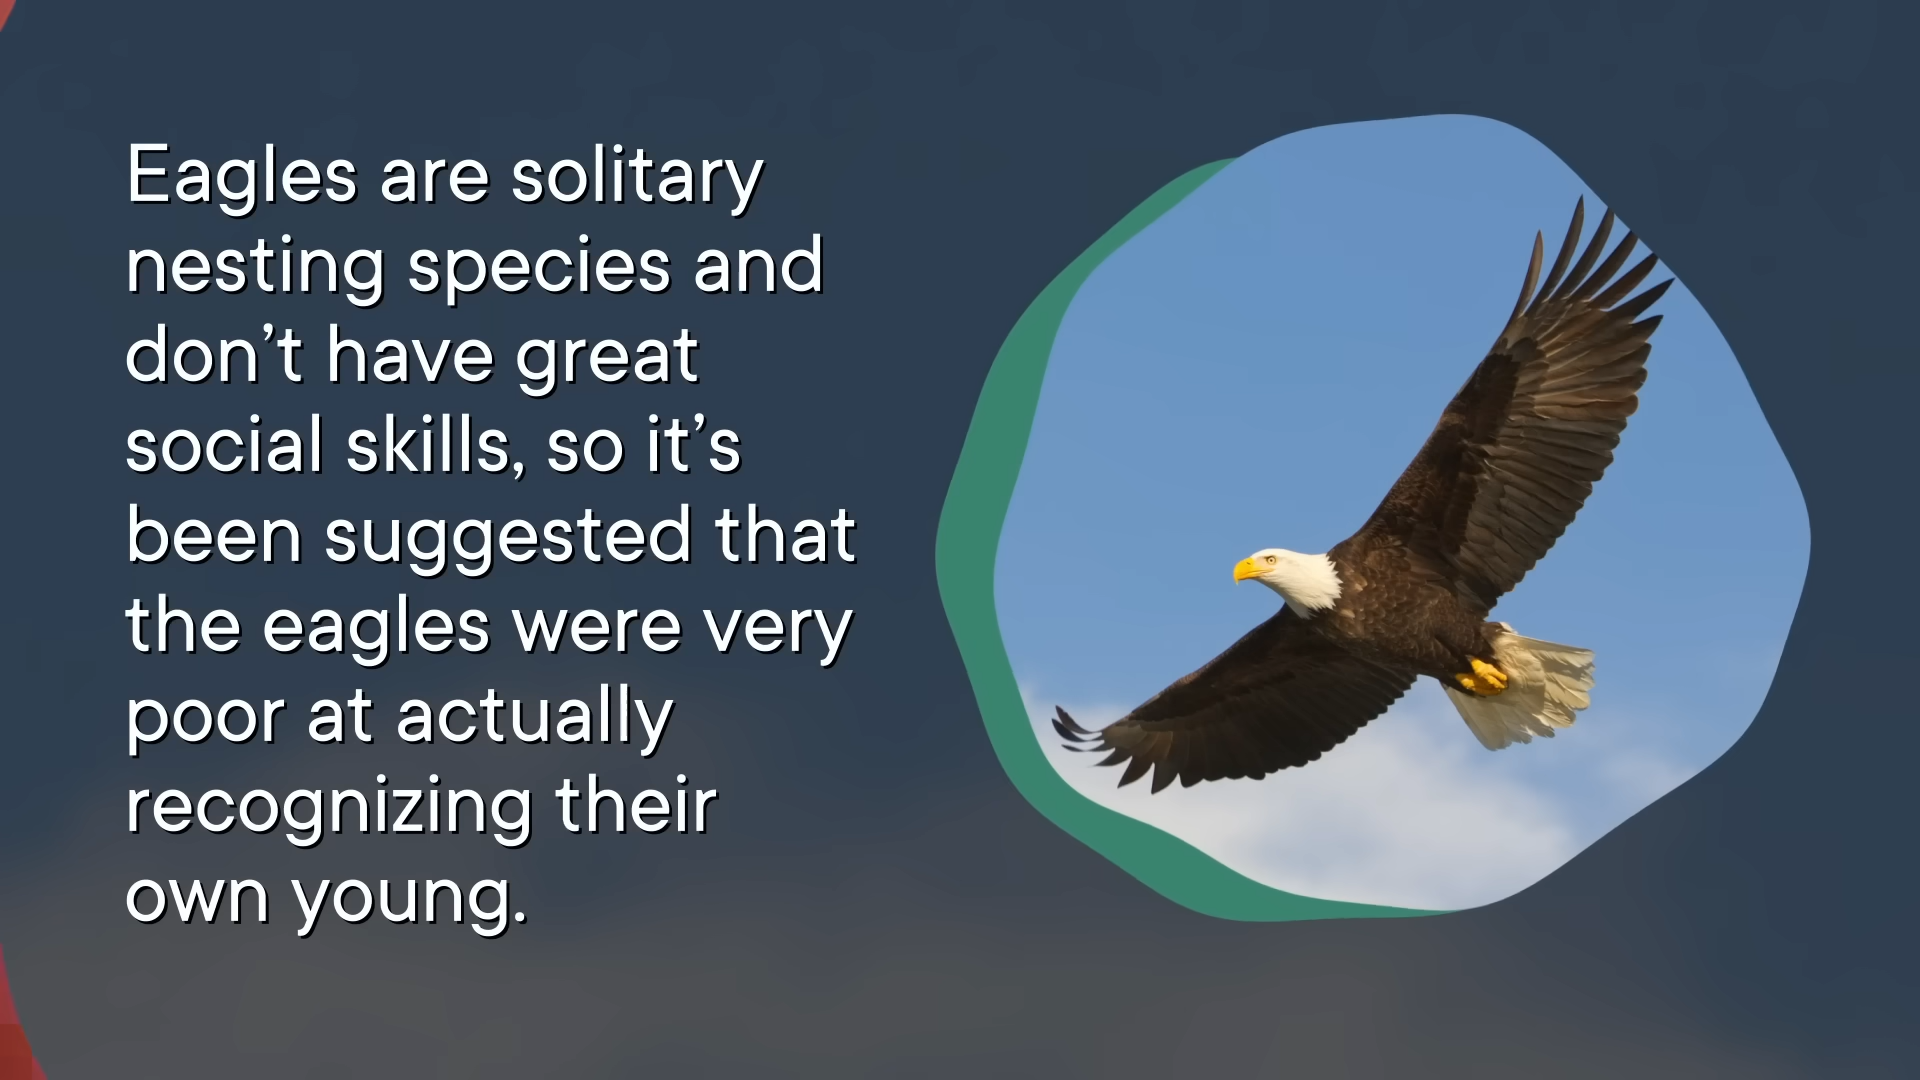 Eagles are solitary
nesting species and
don’t have great
social skills, so it’s
been suggested that
the eagles were very
poor at actually
recognizing their
own young.